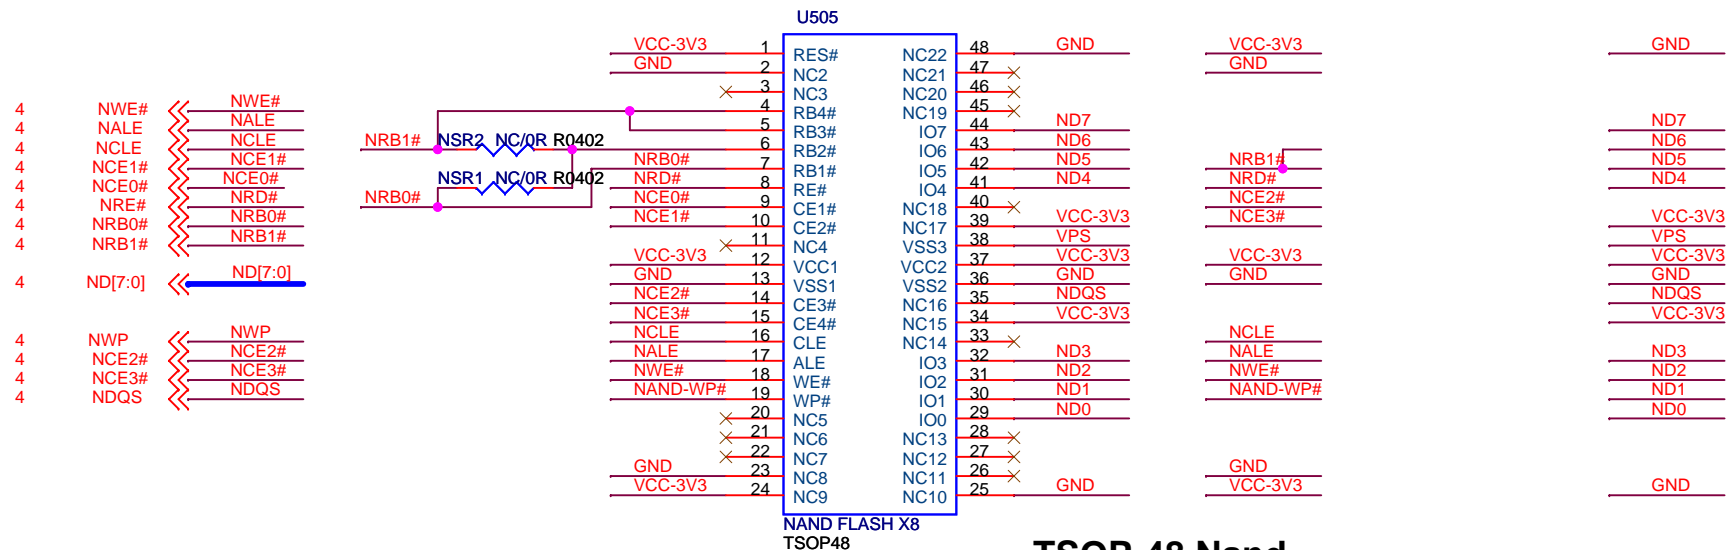 U505
VCC-3V3 1 RES# NC22 48 GND VCC-3V3 GND
GND 2 NC2 NC21 47 GND
3 NC3 NC20 46
4 NWE# NWE# 4 RB4# NC19 45
4 NALE NALE 5 RB3# IO7 44 ND7 ND7
4 NCLE NCLE NRB1# NSR2 NC/0R R0402 6 RB2# IO6 43 ND6 ND6
4 NCE1# NCE1# NRB0# 7 RB1# IO5 42 ND5 NRB1# ND5
4 NCE0# NCE0# NSR1 NC/0R R0402 NRD# 8 RE# IO4 41 ND4 NRD# ND4
4 NRE# NRD# NRB0# NCE0# 9 CE1# NC18 40 NCE2#
4 NRB0# NRB0# NCE1# 10 CE2# NC17 39 VCC-3V3 NCE3# VCC-3V3
4 NRB1# NRB1# 11 NC4 VSS3 38 VPS VPS
VCC-3V3 12 VCC1 VCC2 37 VCC-3V3 VCC-3V3 VCC-3V3
4 ND[7:0] ND[7:0] GND 13 VSS1 VSS2 36 GND GND GND
NCE2# 14 CE3# NC16 35 NDQS NDQS
NCE3# 15 CE4# NC15 34 VCC-3V3 VCC-3V3
4 NWP NWP NCLE 16 CLE NC14 33 NCLE
4 NCE2# NCE2# NALE 17 ALE IO3 32 ND3 NALE ND3
4 NCE3# NCE3# NWE# 18 WE# IO2 31 ND2 NWE# ND2
4 NDQS NDQS NAND-WP# 19 WP# IO1 30 ND1 NAND-WP# ND1
20 NC5 IO0 29 ND0 ND0
21 NC6 NC13 28
22 NC7 NC12 27
GND 23 NC8 NC11 26 GND
VCC-3V3 24 NC9 NC10 25 GND VCC-3V3 GND
NAND FLASH X8
TSOP48
TSOP-48 Nand